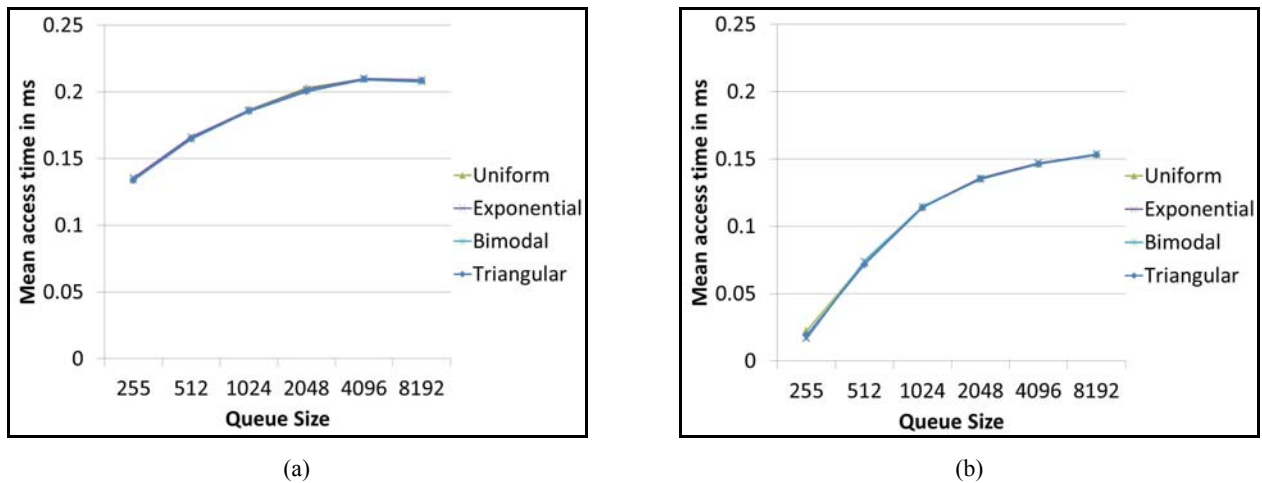 0.25
0.2
0.15
0.1
0.05
0
Mean access time in ms
255 512 1024 2048 4096 8192
Queue Size
Uniform
Exponential
Bimodal
Triangular
(a)
0.25
0.2
0.15
0.1
0.05
0
Mean access time in ms
255 512 1024 2048 4096 8192
Queue Size
Uniform
Exponential
Bimodal
Triangular
(b)